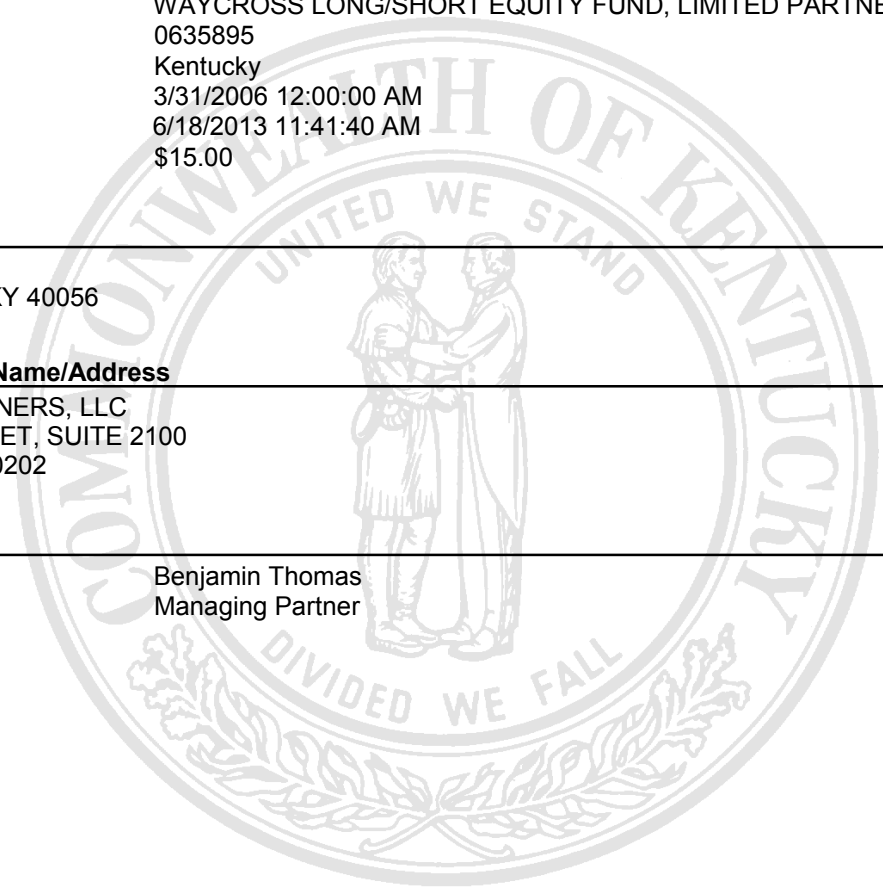 WAYCROSS LONG/SHORT EQUITY FUND, LIMITED PARTNE
0635895
Kentucky
3/31/2006 12:00:00 AM
6/18/2013 11:41:40 AM
$15.00
COMMONWEALTH OF KENTUCKY
UNITED WE STAND
KY 40056
Name/Address
NERS, LLC
ET, SUITE 2100
0202
Benjamin Thomas
Managing Partner
DIVIDED WE FALL